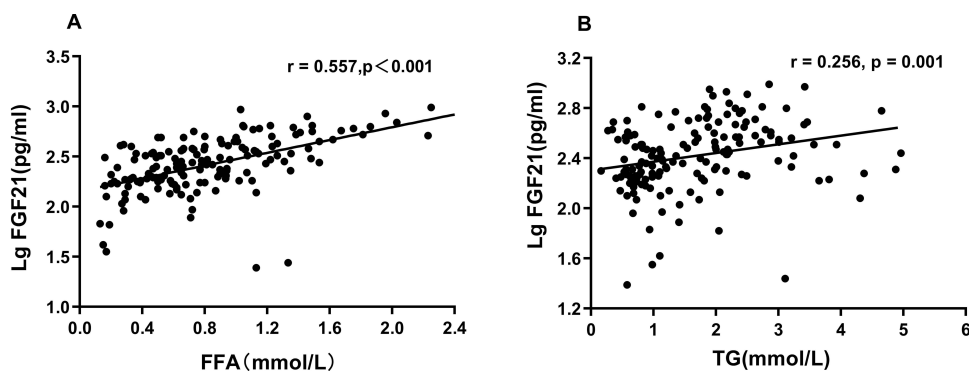 A
r = 0.557,p＜0.001
Lg FGF21(pg/ml)
3.5
3.0
2.5
2.0
1.5
1.0
0.0 0.4 0.8 1.2 1.6 2.0 2.4
FFA（mmol/L）
B
r = 0.256, p = 0.001
Lg FGF21(pg/ml)
3.2
2.8
2.4
2.0
1.6
1.2
0 1 2 3 4 5 6
TG(mmol/L)